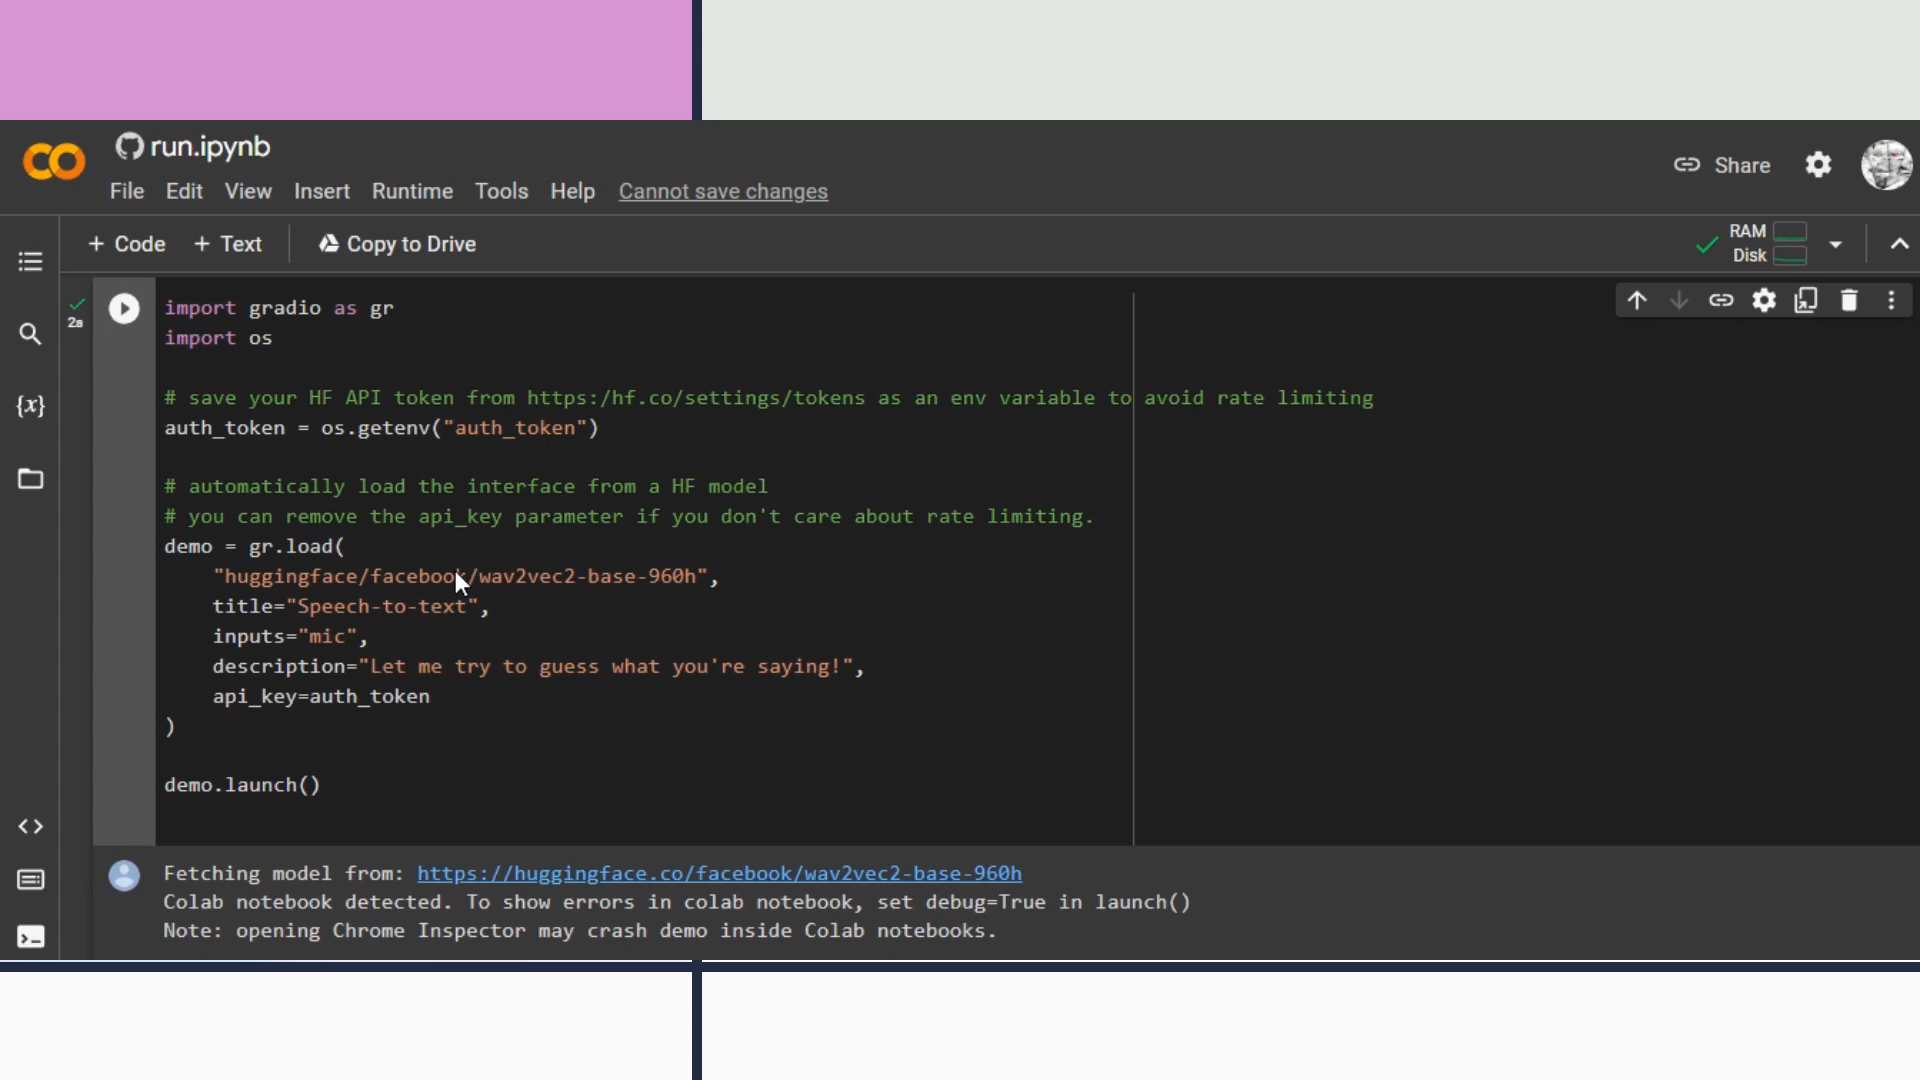 run.ipynb
File Edit View Insert Runtime Tools Help Cannot save changes
Share
+ Code + Text Copy to Drive
RAM
Disk
{x}
2s
import gradio as gr
import os
# save your HF API token from https:/hf.co/settings/tokens as an env variable to avoid rate limiting
auth_token = os.getenv("auth_token")
# automatically load the interface from a HF model
# you can remove the api_key parameter if you don't care about rate limiting.
demo = gr.load(
"huggingface/facebook/wav2vec2-base-960h",
title="Speech-to-text",
inputs="mic",
description="Let me try to guess what you're saying!",
api_key=auth_token
)
demo.launch()
Fetching model from: https://huggingface.co/facebook/wav2vec2-base-960h
Colab notebook detected. To show errors in colab notebook, set debug=True in launch()
Note: opening Chrome Inspector may crash demo inside Colab notebooks.